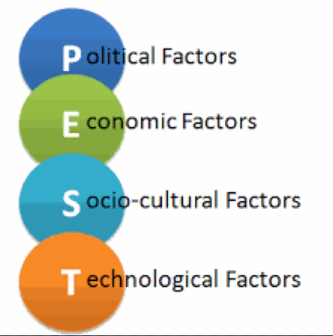 Political Factors
Economic Factors
Socio-cultural Factors
Technological Factors